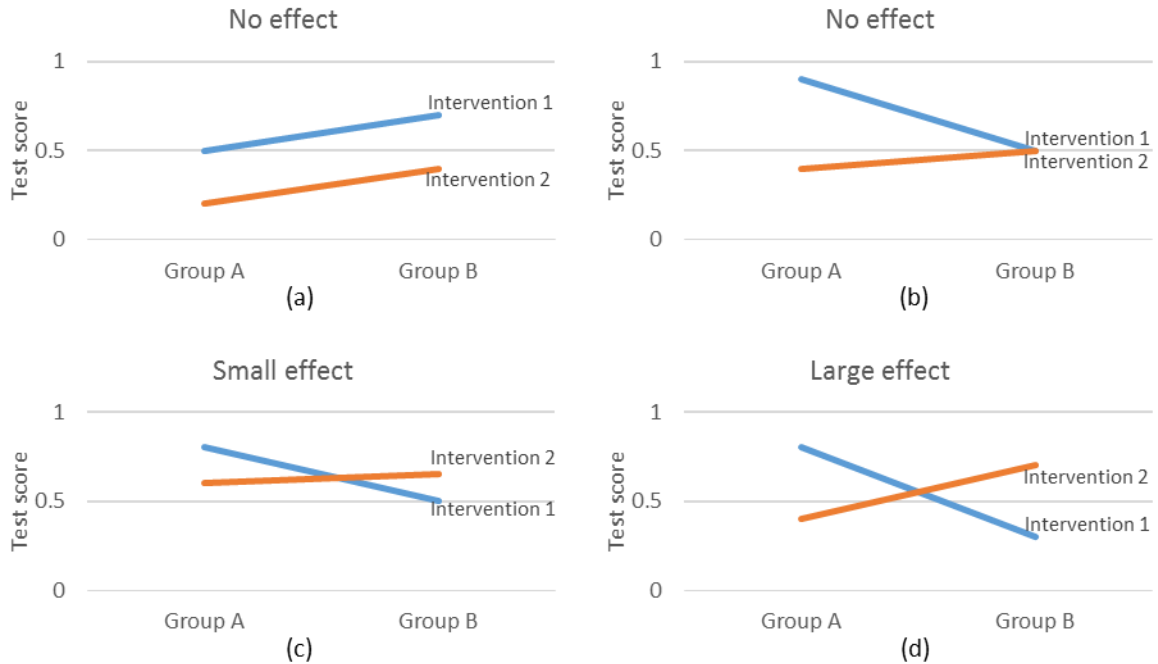 No effect
1
0.5
0
Test score
Intervention 1
Intervention 2
Group A
Group B
(a)
No effect
1
0.5
0
Test score
Intervention 1
Intervention 2
Group A
Group B
(b)
Small effect
1
0.5
0
Test score
Intervention 2
Intervention 1
Group A
Group B
(c)
Large effect
1
0.5
0
Test score
Intervention 2
Intervention 1
Group A
Group B
(d)